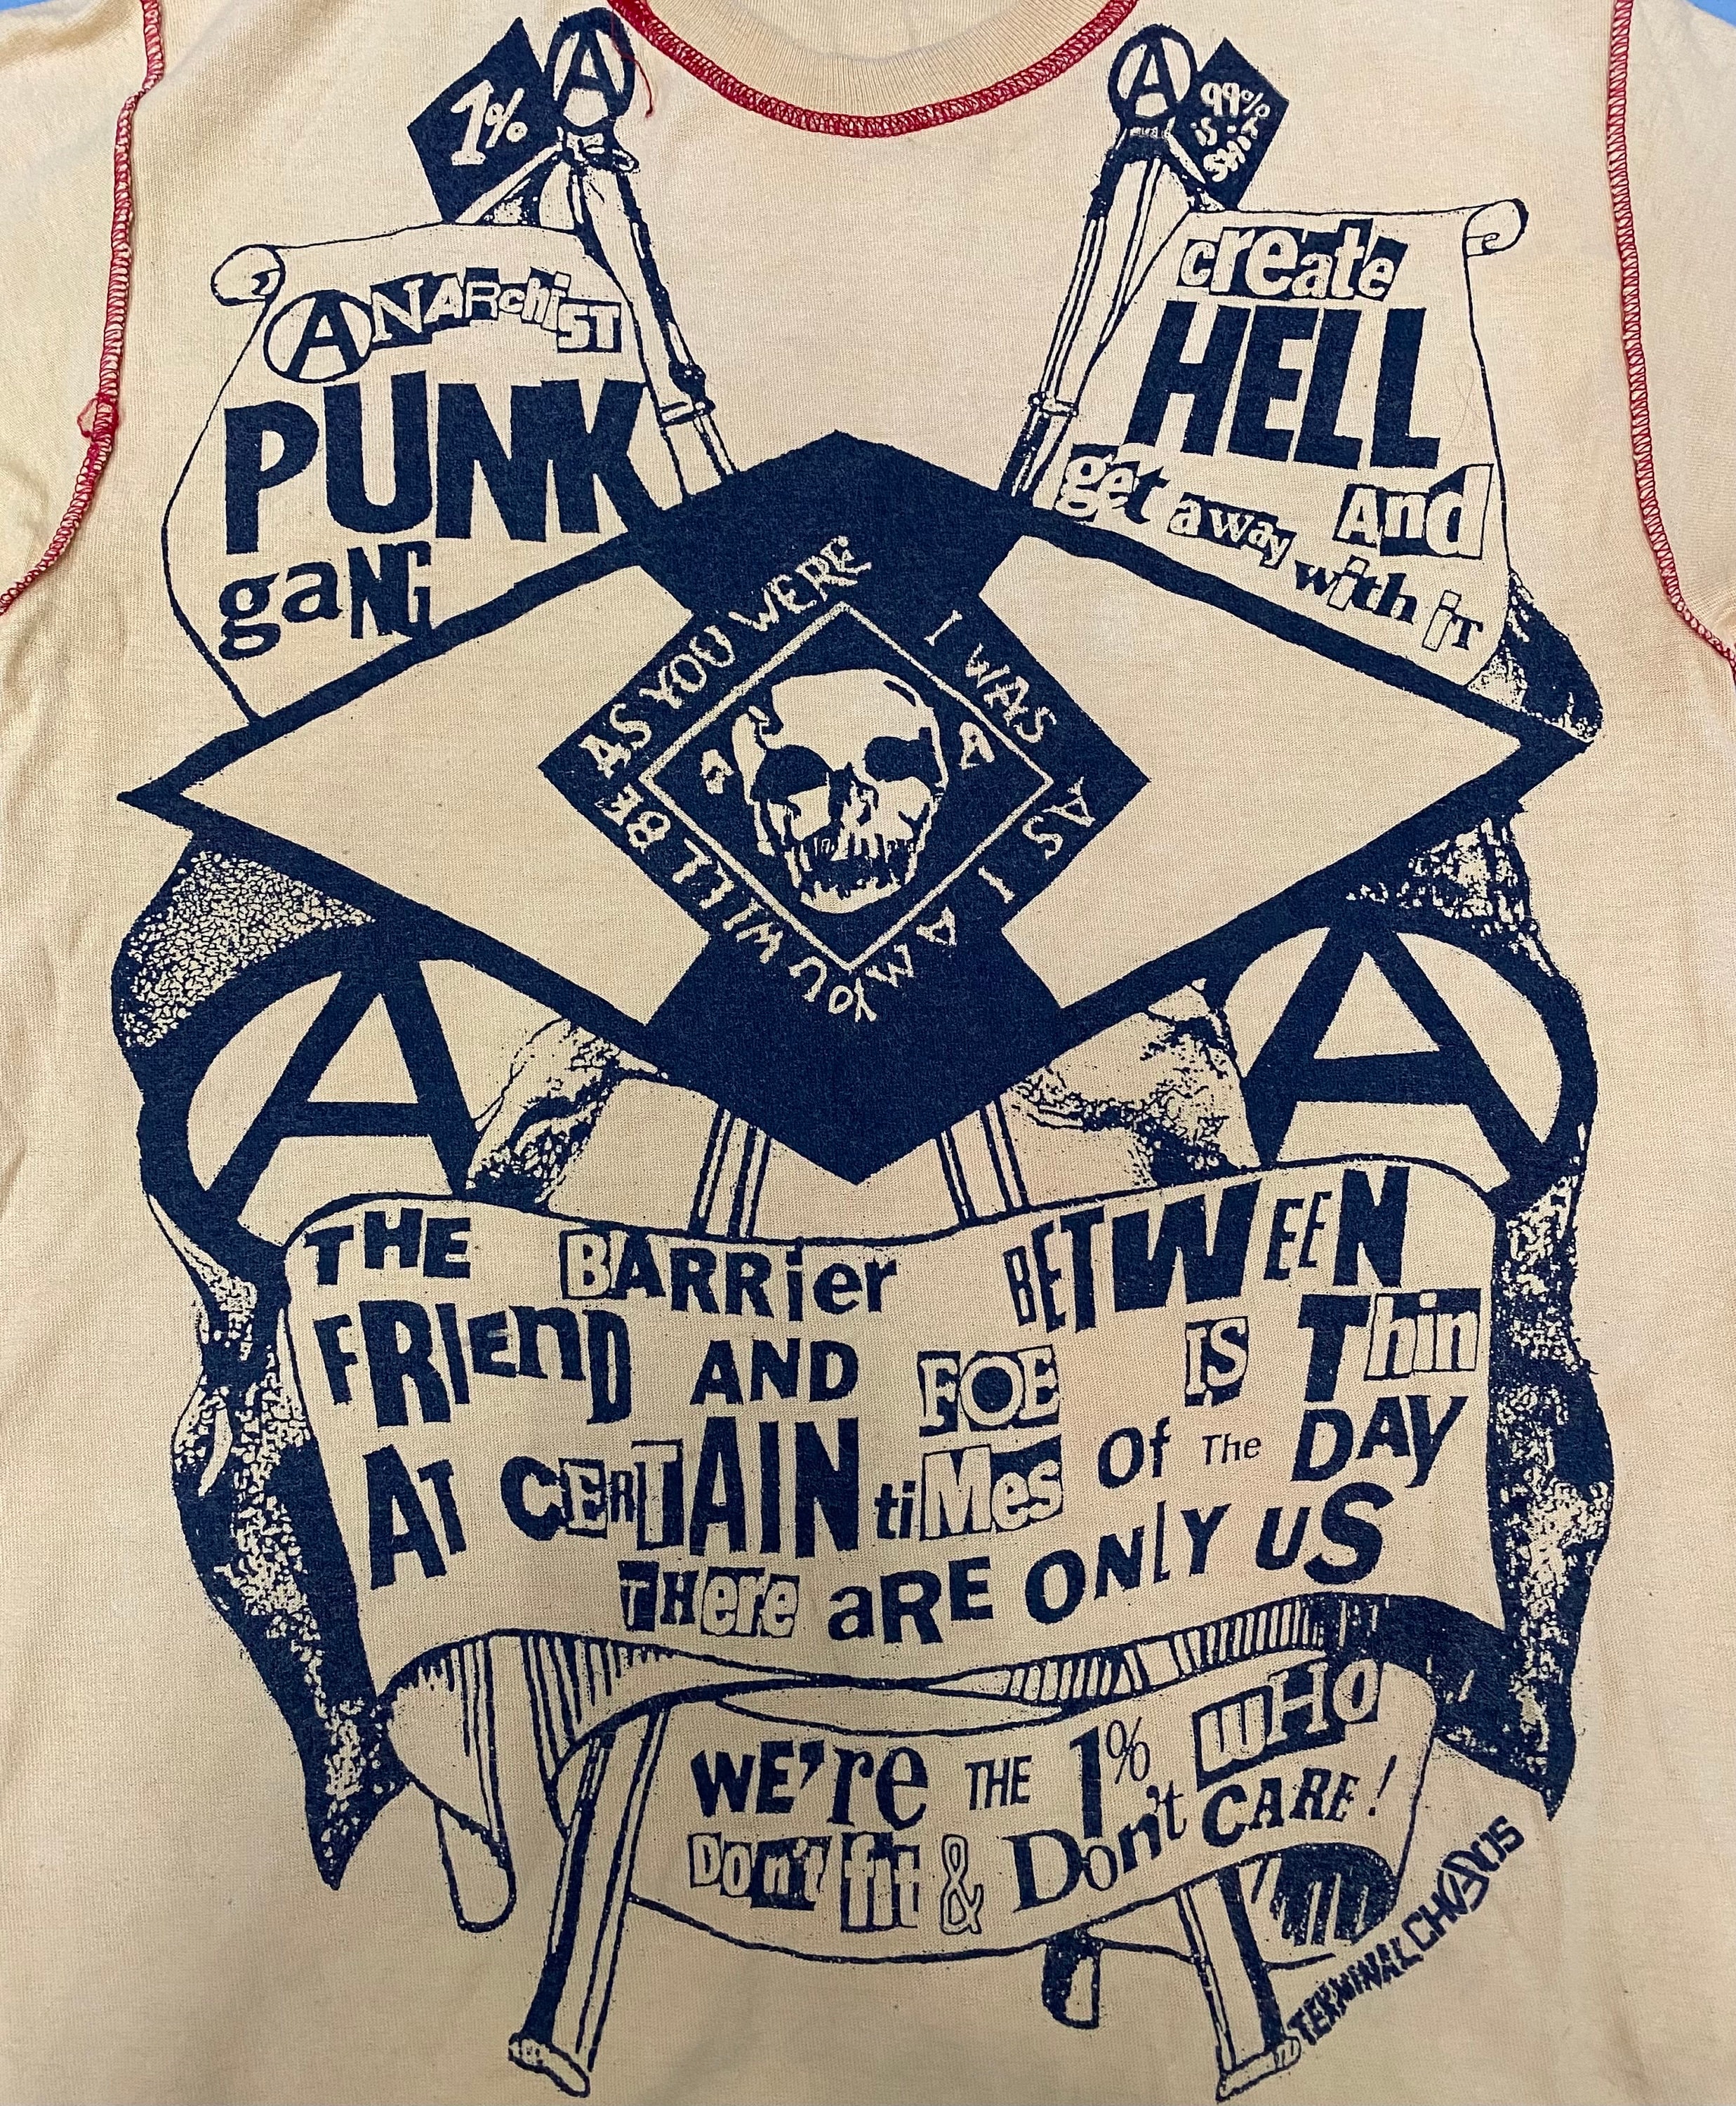 1%
A
A
99%
is
ANARchiST
PUNK
gaNG
create
HELL
And
get away with iT
AS YOU WERE
I WAS
AS I AM
YOU WILL BE
A
A
A
THE BARRier BETWEEN
FRIEnD AND FOE IS Thin
AT CERTAIN tiMes Of The DAY
THere aRE ONLY uS
WE're THE 1% wHO
Don't fit & Don't CARE!
TERMINAL CHAOS